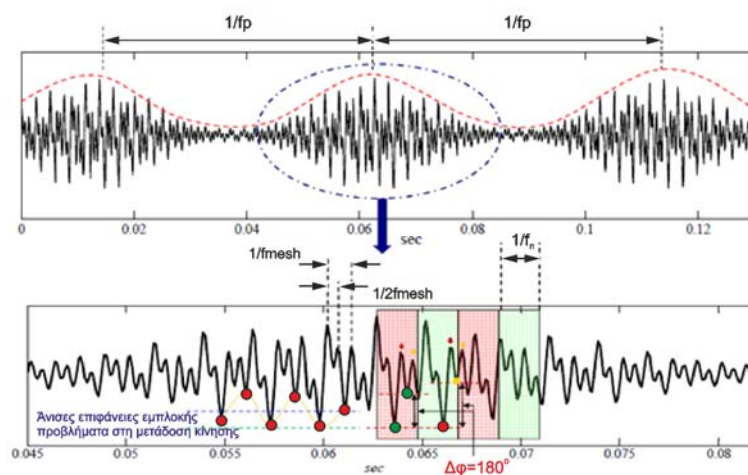 1/fp 1/fp
0 0.02 0.04 0.06 0.08 0.1 0.12
sec
1/fmesh
1/2fmesh
1/fn
Άνισες επιφάνειες εμπλοκής
προβλήματα στη μετάδοση κίνησης
0.045 0.05 0.055 0.06 0.065 0.07 0.075 0.08
sec
Δφ=180°